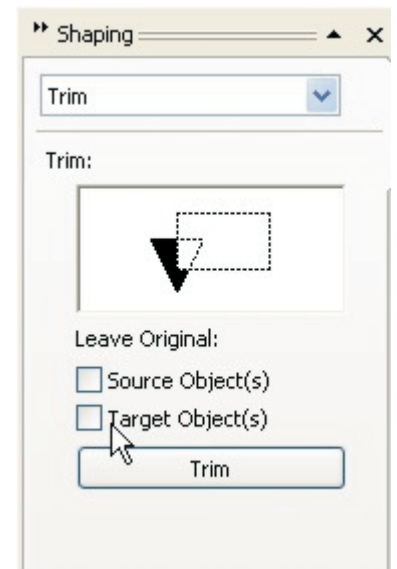 Shaping
Trim
Trim:
Leave Original:
Source Object(s)
Target Object(s)
Trim